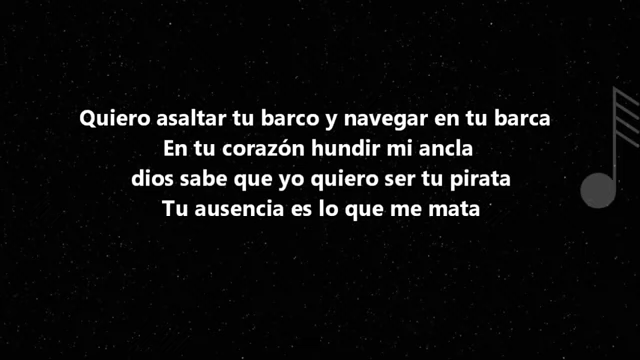 Quiero asaltar tu barco y navegar en tu barca
En tu corazón hundir mi ancla
dios sabe que yo quiero ser tu pirata
Tu ausencia es lo que me mata